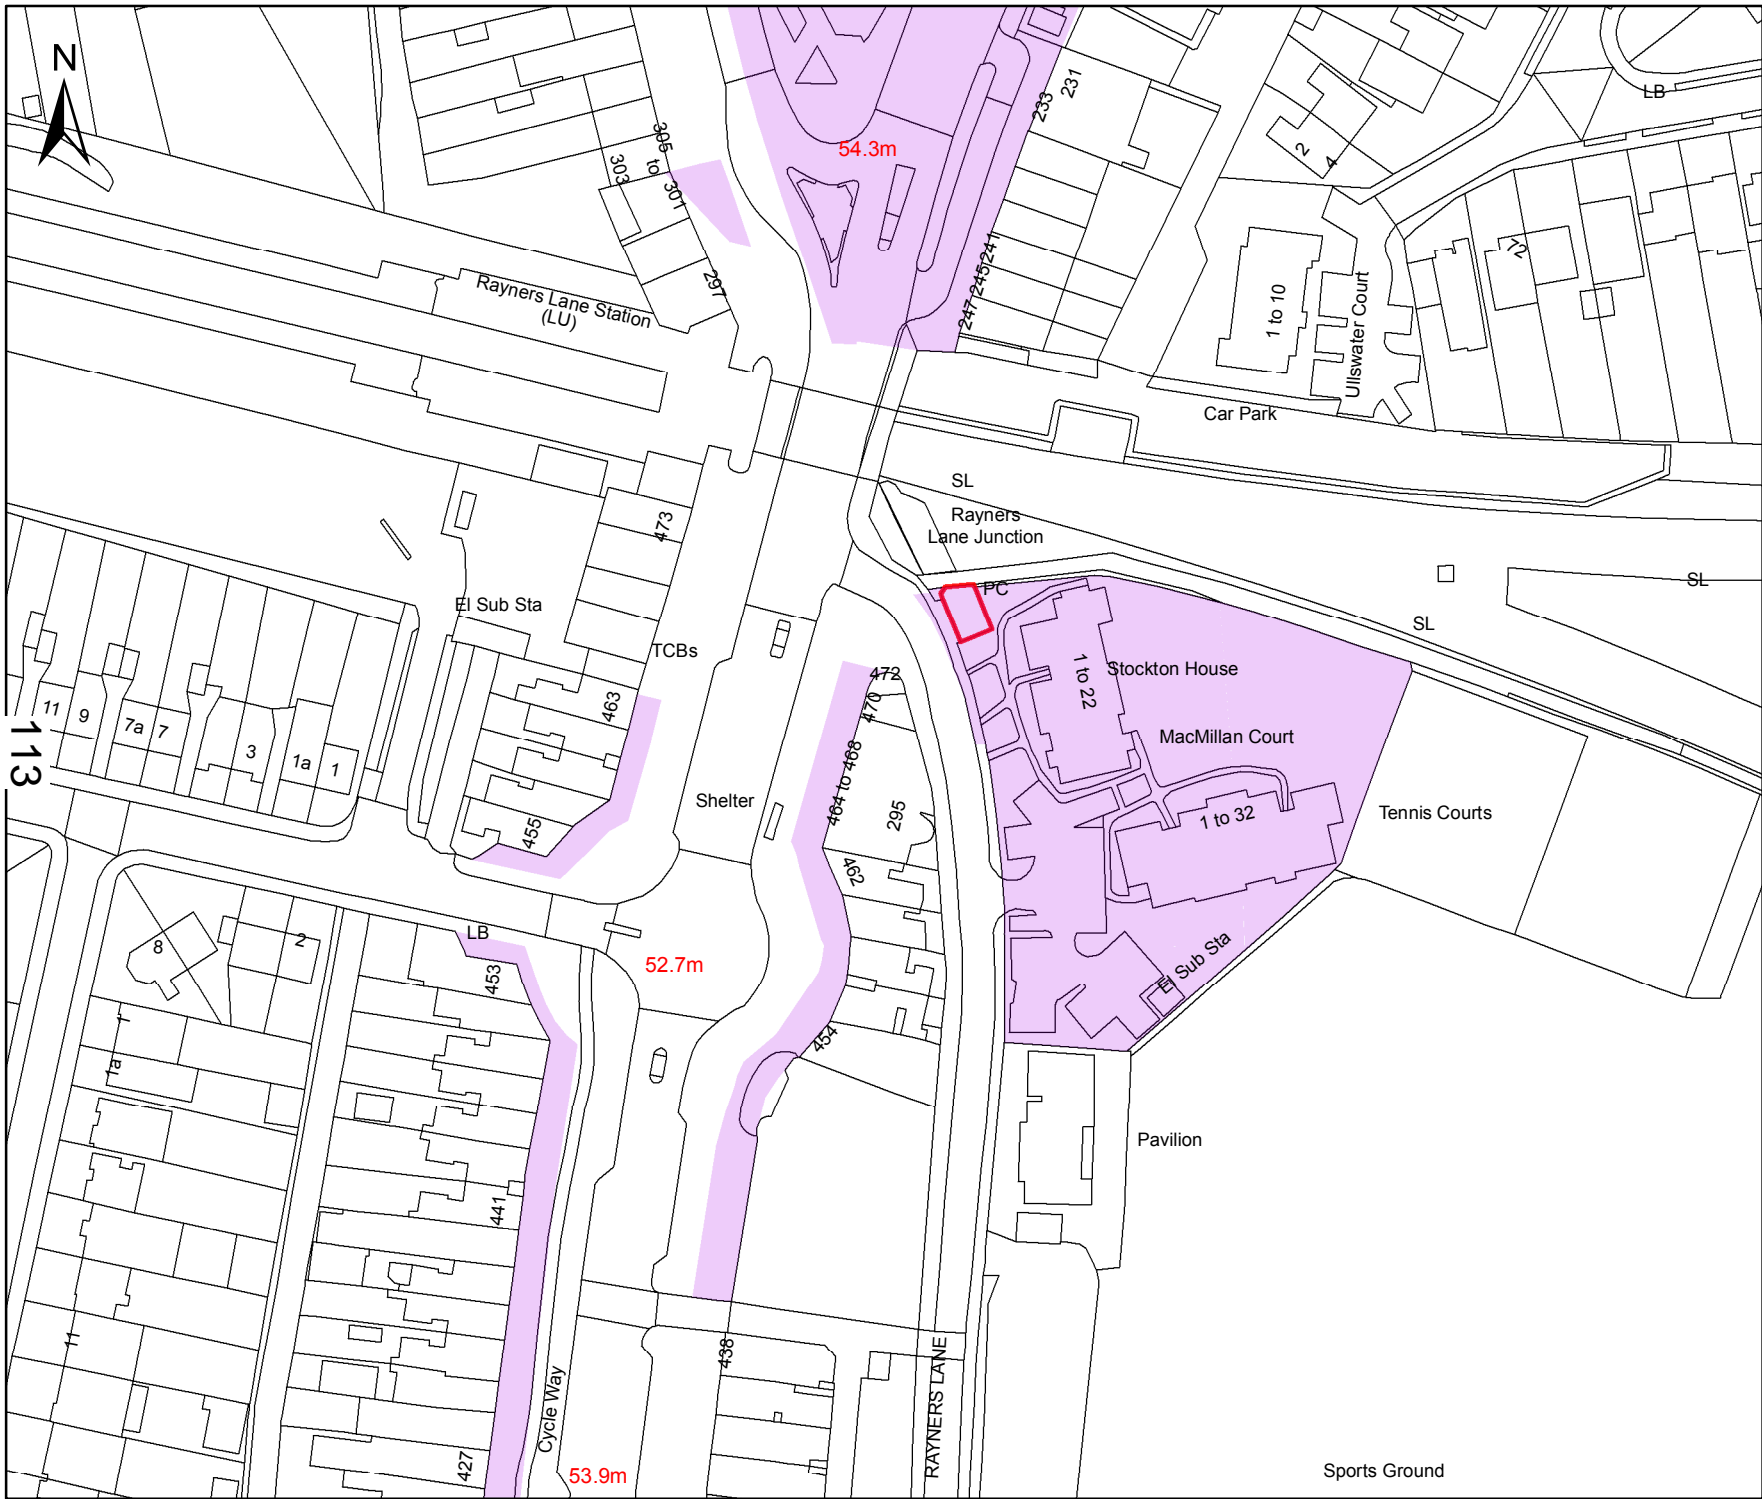 N
305
to
301
303
297
54.3m
233
231
241
245
247
2
4
LB
72
1 to 10
Ullswater Court
Rayners Lane Station
(LU)
Car Park
SL
Rayners
Lane Junction
SL
SL
473
El Sub Sta
PC
TCBs
463
472
470
464 to 468
1 to 22
Stockton House
MacMillan Court
11
9
7a
7
3
1a
1
113
455
Shelter
295
462
1 to 32
Tennis Courts
8
2
LB
453
52.7m
El Sub Sta
454
1
1a
Pavilion
441
11
438
427
Cycle Way
53.9m
RAYNERS LANE
Sports Ground